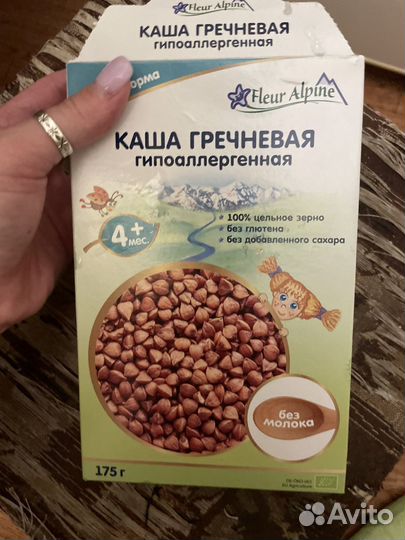 Fleur Alpine
КАША ГРЕЧНЕВАЯ
гипоаллергенная
орма
Fleur Alpine
КАША ГРЕЧНЕВАЯ
гипоаллергенная
4+
мес.
100% цельное зерно
без глютена
без добавленного сахара
без
молока
175 г
EU Agriculture
Avito